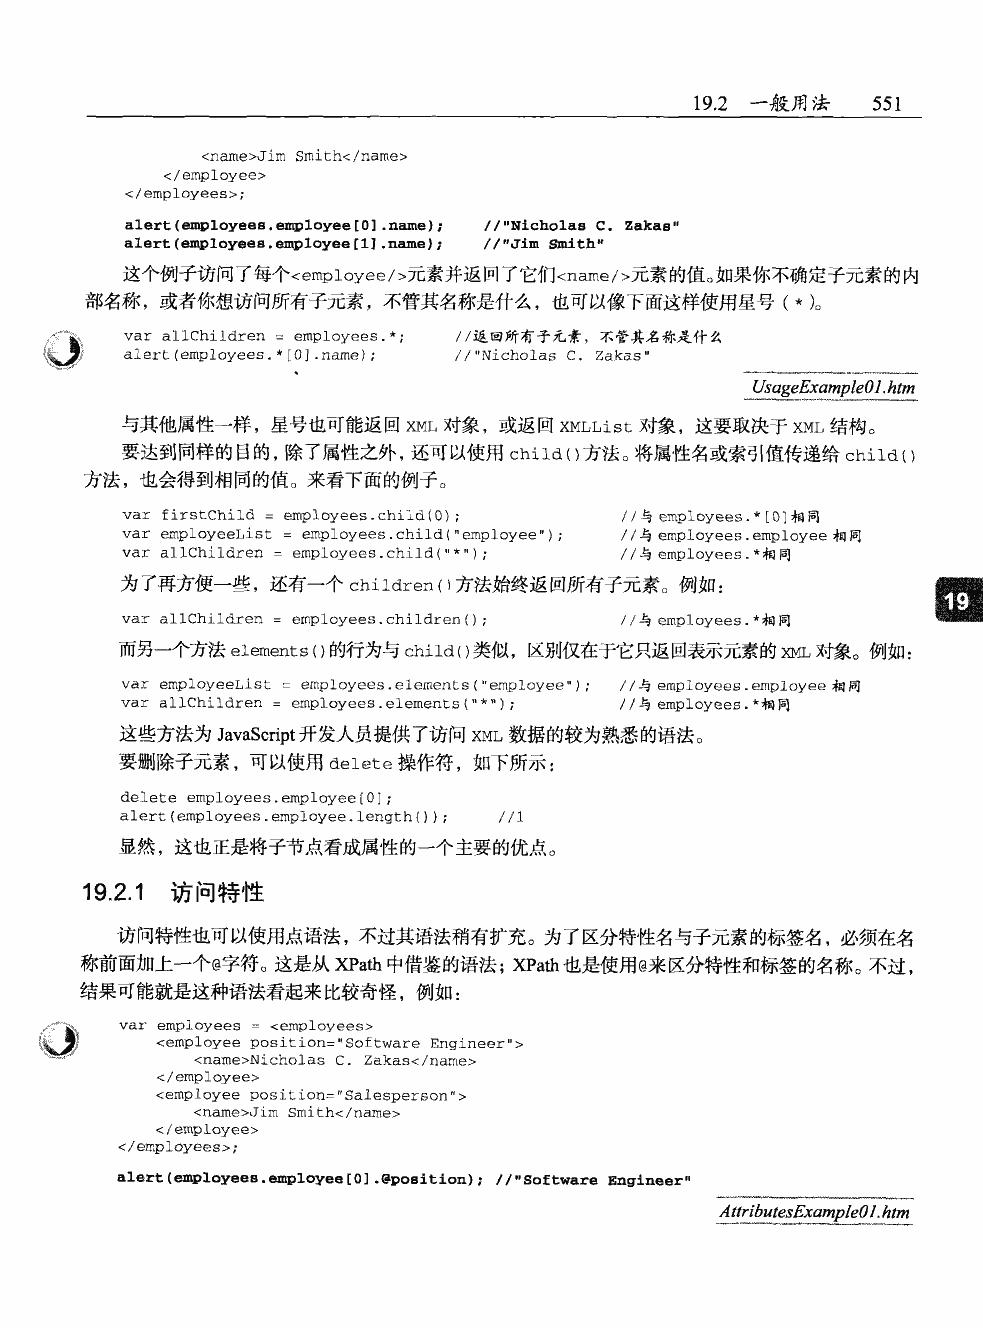 19.2 一般用法 551
<name>Jim Smith</name>
</employee>
</employees>;
alert(employees.employee[0].name); //"Nicholas C. Zakas"
alert(employees.employee[1].name); //"Jim Smith"
这个例子访问了每个<employee/>元素并返回了它们<name/>元素的值。如果你不确定子元素的内
部名称，或者你想访问所有子元素，不管其名称是什么，也可以像下面这样使用星号（*）。
var allChildren = employees.*; //返回所有子元素，不管其名称是什么
alert(employees.*[0].name); //"Nicholas C. Zakas"
UsageExample01.htm
与其他属性一样，星号也可能返回 XML 对象，或返回 XMLList 对象，这要取决于 XML 结构。
要达到同样的目的，除了属性之外，还可以使用 child()方法。将属性名或索引值传递给 child()
方法，也会得到相同的值。来看下面的例子。
var firstChild = employees.child(0); //与 employees.*[0]相同
var employeeList = employees.child("employee"); //与 employees.employee 相同
var allChildren = employees.child("*"); //与 employees.*相同
为了再方便一些，还有一个 children()方法始终返回所有子元素。例如：
var allChildren = employees.children(); //与 employees.*相同
19
而另一个方法 elements()的行为与 child()类似，区别仅在于它只返回表示元素的 XML 对象。例如：
var employeeList = employees.elements("employee"); //与 employees.employee 相同
var allChildren = employees.elements("*"); //与 employees.*相同
这些方法为 JavaScript 开发人员提供了访问 XML 数据的较为熟悉的语法。
要删除子元素，可以使用 delete 操作符，如下所示：
delete employees.employee[0];
alert(employees.employee.length()); //1
显然，这也正是将子节点看成属性的一个主要的优点。
19.2.1 访问特性
访问特性也可以使用点语法，不过其语法稍有扩充。为了区分特性名与子元素的标签名，必须在名
称前面加上一个@字符。这是从 XPath 中借鉴的语法；XPath 也是使用@来区分特性和标签的名称。不过，
结果可能就是这种语法看起来比较奇怪，例如：
var employees = <employees>
<employee position="Software Engineer">
<name>Nicholas C. Zakas</name>
</employee>
<employee position="Salesperson">
<name>Jim Smith</name>
</employee>
</employees>;
alert(employees.employee[0].@position); //"Software Engineer"
AttributesExample01.htm